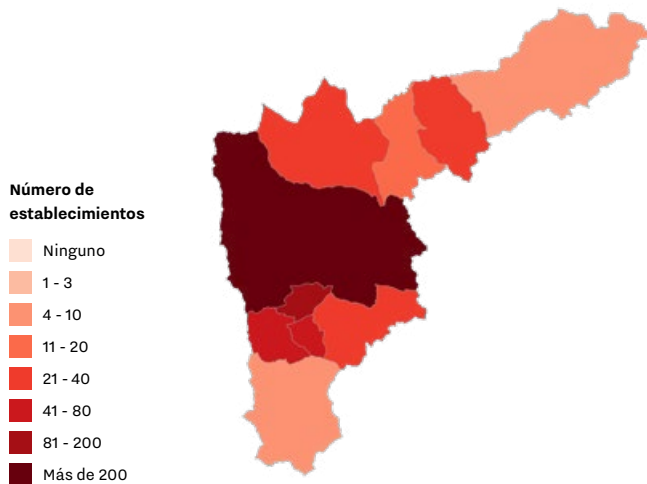 Número de
establecimientos
Ninguno
1 - 3
4 - 10
11 - 20
21 - 40
41 - 80
81 - 200
Más de 200